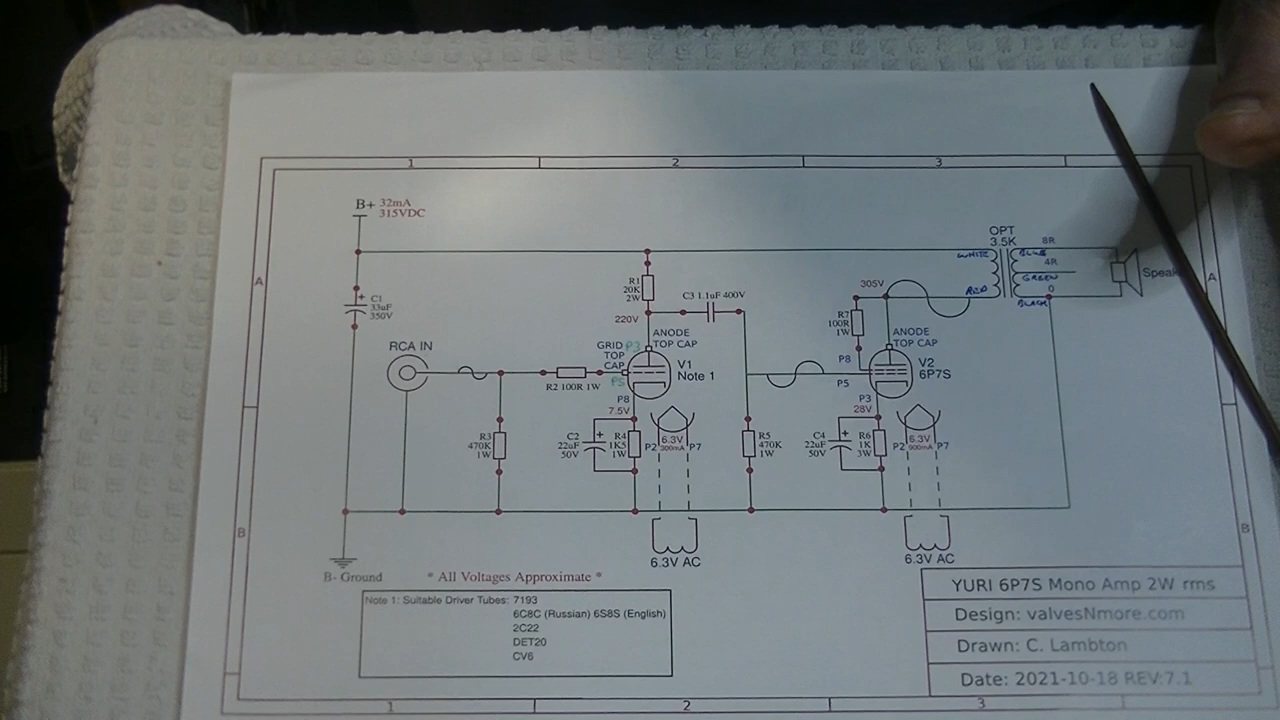 1 2 3
B+ 32mA
315VDC
OPT
3.5K
8R
WHITE
BLUE
4R
GREEN
RED
0
BLACK
A
A
R1
20K
2W
C3 1.1uF 400V
305V
C1
33uF
350V
220V
R7
100R
1W
ANODE
TOP CAP
ANODE
TOP CAP
RCA IN
GRID P3
TOP
CAP
P5
V1
Note 1
P8
V2
6P7S
P5
R2 100R 1W
P8
7.5V
P3
28V
R3
470K
1W
C2
22uF
50V
R4
1K5
1W
P2
6.3V
300mA
P7
R5
470K
1W
C4
22uF
50V
R6
1K
3W
P2
6.3V
900mA
P7
B
B
6.3V AC
6.3V AC
B- Ground
* All Voltages Approximate *
Note 1: Suitable Driver Tubes: 7193
6C8C (Russian) 6S8S (English)
2C22
DET20
CV6
YURI 6P7S Mono Amp 2W rms
Design: valvesNmore.com
Drawn: C. Lambton
Date: 2021-10-18 REV:7.1
1 2 3